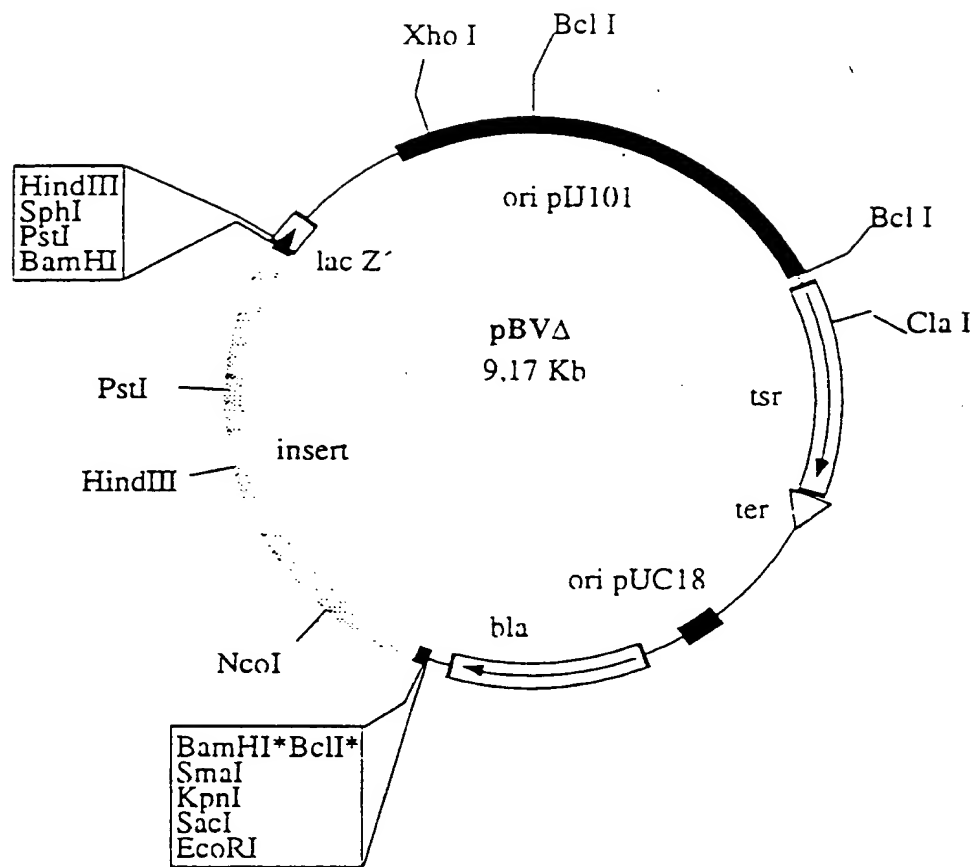 Xho I
Bcl I
HindIII
SphI
PstI
BamHI
ori pIJ101
lac Z´
Bcl I
Cla I
pBVΔ
9,17 Kb
PstI
tsr
insert
HindIII
ter
ori pUC18
bla
NcoI
BamHI*BclI*
SmaI
KpnI
SacI
EcoRI